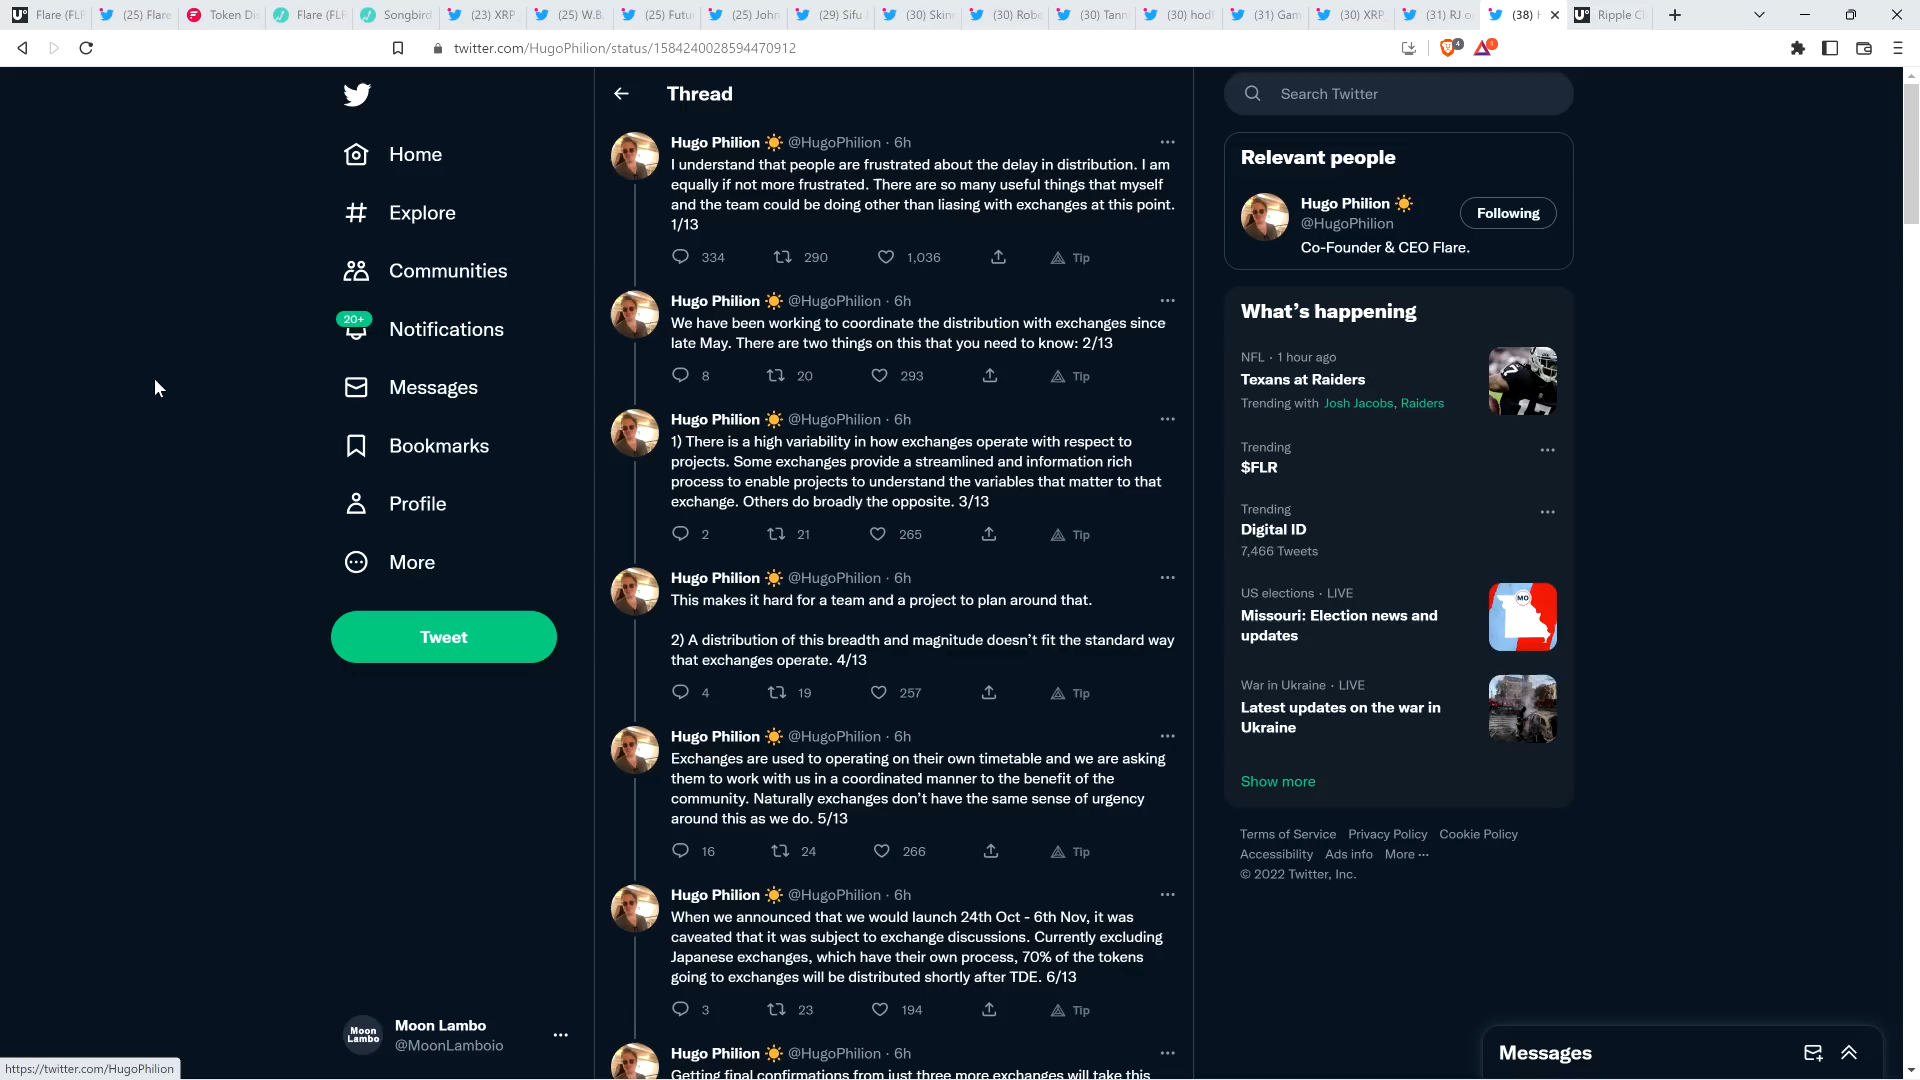 Flare (FLR
(25) Flare
Token Dis
Flare (FLR
Songbird
(23) XRP_
(25) W.B.
(25) Futur
(25) John
(29) Sifu
(30) Skin
(30) Robe
(30) Tann
(30) hodl
(31) Gam
(30) XRP
(31) RJ o
(38) H
Ripple C
twitter.com/HugoPhilion/status/1584240028594470912
4
1
Home
Explore
Communities
20+
Notifications
Messages
Bookmarks
Profile
More
Tweet
Moon Lambo
Moon Lambo
@MoonLamboio
https://twitter.com/HugoPhilion
Thread
Hugo Philion @HugoPhilion · 6h
I understand that people are frustrated about the delay in distribution. I am
equally if not more frustrated. There are so many useful things that myself
and the team could be doing other than liasing with exchanges at this point.
1/13
334 290 1,036 Tip
Hugo Philion @HugoPhilion · 6h
We have been working to coordinate the distribution with exchanges since
late May. There are two things on this that you need to know: 2/13
8 20 293 Tip
Hugo Philion @HugoPhilion · 6h
1) There is a high variability in how exchanges operate with respect to
projects. Some exchanges provide a streamlined and information rich
process to enable projects to understand the variables that matter to that
exchange. Others do broadly the opposite. 3/13
2 21 265 Tip
Hugo Philion @HugoPhilion · 6h
This makes it hard for a team and a project to plan around that.
2) A distribution of this breadth and magnitude doesn’t fit the standard way
that exchanges operate. 4/13
4 19 257 Tip
Hugo Philion @HugoPhilion · 6h
Exchanges are used to operating on their own timetable and we are asking
them to work with us in a coordinated manner to the benefit of the
community. Naturally exchanges don’t have the same sense of urgency
around this as we do. 5/13
16 24 266 Tip
Hugo Philion @HugoPhilion · 6h
When we announced that we would launch 24th Oct - 6th Nov, it was
caveated that it was subject to exchange discussions. Currently excluding
Japanese exchanges, which have their own process, 70% of the tokens
going to exchanges will be distributed shortly after TDE. 6/13
3 23 194 Tip
Hugo Philion @HugoPhilion · 6h
Getting final confirmations from just three more exchanges will take this
Search Twitter
Relevant people
Hugo Philion
@HugoPhilion
Following
Co-Founder & CEO Flare.
What’s happening
NFL · 1 hour ago
Texans at Raiders
Trending with Josh Jacobs, Raiders
Trending
$FLR
Trending
Digital ID
7,466 Tweets
US elections · LIVE
Missouri: Election news and
updates
MO
War in Ukraine · LIVE
Latest updates on the war in
Ukraine
Show more
Terms of Service Privacy Policy Cookie Policy
Accessibility Ads info More ···
© 2022 Twitter, Inc.
Messages